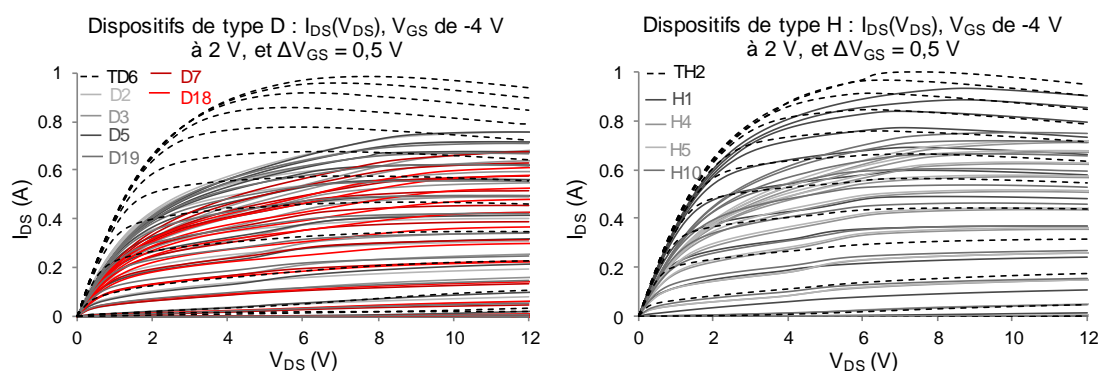 Dispositifs de type D : IDS(VDS), VGS de -4 V
à 2 V, et ΔVGS = 0,5 V
1
0.8
0.6
0.4
0.2
0
IDS (A)
TD6
D7
D2
D18
D3
D5
D19
0 2 4 6 8 10 12
VDS (V)
Dispositifs de type H : IDS(VDS), VGS de -4 V
à 2 V, et ΔVGS = 0,5 V
1
0.8
0.6
0.4
0.2
0
IDS (A)
TH2
H1
H4
H5
H10
0 2 4 6 8 10 12
VDS (V)